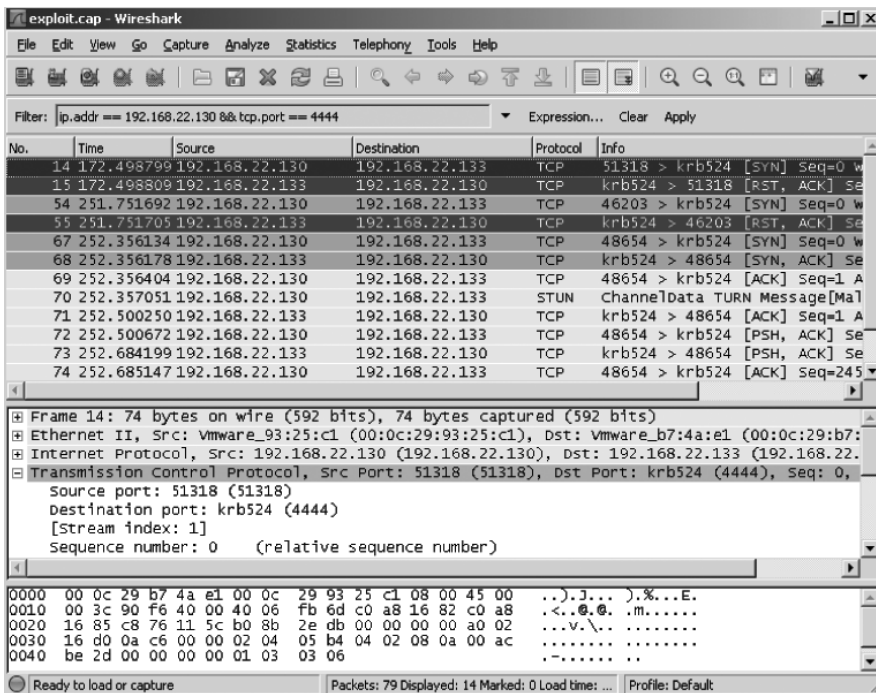 exploit.cap - Wireshark
File Edit View Go Capture Analyze Statistics Telephony Tools Help
Filter: ip.addr == 192.168.22.130 && tcp.port == 4444 Expression... Clear Apply
No. Time Source Destination Protocol Info
14 172.498799 192.168.22.130 192.168.22.133 TCP 51318 > krb524 [SYN] Seq=0 W
15 172.498809 192.168.22.133 192.168.22.130 TCP krb524 > 51318 [RST, ACK] Se
54 251.751692 192.168.22.130 192.168.22.133 TCP 46203 > krb524 [SYN] Seq=0 W
55 251.751705 192.168.22.133 192.168.22.130 TCP krb524 > 46203 [RST, ACK] Se
67 252.356134 192.168.22.130 192.168.22.133 TCP 48654 > krb524 [SYN] Seq=0 W
68 252.356178 192.168.22.133 192.168.22.130 TCP krb524 > 48654 [SYN, ACK] Se
69 252.356404 192.168.22.130 192.168.22.133 TCP 48654 > krb524 [ACK] Seq=1 A
70 252.357051 192.168.22.130 192.168.22.133 STUN ChannelData TURN Message[Mal
71 252.500250 192.168.22.133 192.168.22.130 TCP krb524 > 48654 [ACK] Seq=1 A
72 252.500672 192.168.22.130 192.168.22.133 TCP 48654 > krb524 [PSH, ACK] Se
73 252.684199 192.168.22.133 192.168.22.130 TCP krb524 > 48654 [PSH, ACK] Se
74 252.685147 192.168.22.130 192.168.22.133 TCP 48654 > krb524 [ACK] Seq=245
Frame 14: 74 bytes on wire (592 bits), 74 bytes captured (592 bits)
Ethernet II, Src: Vmware_93:25:c1 (00:0c:29:93:25:c1), Dst: Vmware_b7:4a:e1 (00:0c:29:b7:
Internet Protocol, Src: 192.168.22.130 (192.168.22.130), Dst: 192.168.22.133 (192.168.22.
Transmission Control Protocol, Src Port: 51318 (51318), Dst Port: krb524 (4444), Seq: 0,
Source port: 51318 (51318)
Destination port: krb524 (4444)
[Stream index: 1]
Sequence number: 0 (relative sequence number)
0000 00 0c 29 b7 4a e1 00 0c 29 93 25 c1 08 00 45 00 ..).J... ).%...E.
0010 00 3c 90 f6 40 00 40 06 fb 6d c0 a8 16 82 c0 a8 .<..@.@. .m......
0020 16 85 c8 76 11 5c b0 8b 2e db 00 00 00 00 a0 02 ...v.\.. ........
0030 16 d0 0a c6 00 00 02 04 05 b4 04 02 08 0a 00 ac ........ ........
0040 be 2d 00 00 00 00 01 03 03 06 .-...... ..
Ready to load or capture Packets: 79 Displayed: 14 Marked: 0 Load time: ... Profile: Default